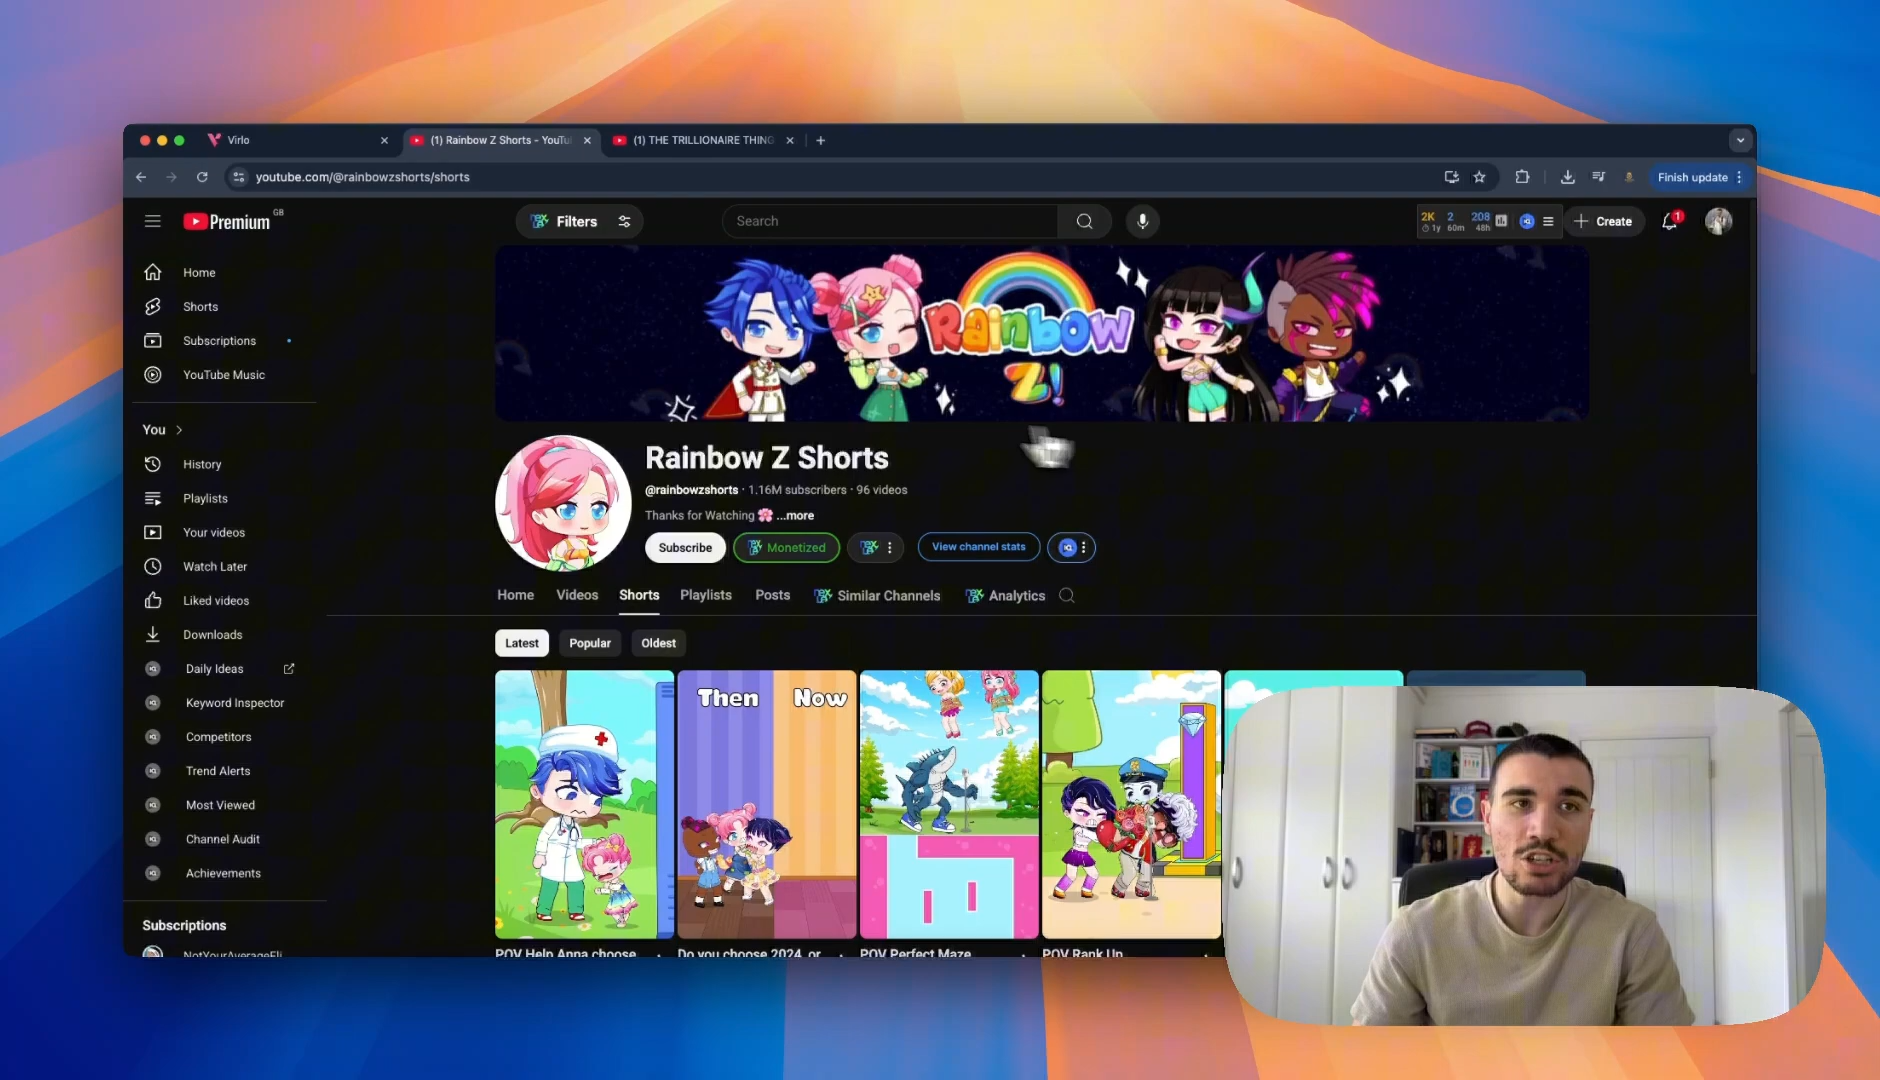 Virlo
(1) Rainbow Z Shorts - YouTu
(1) THE TRILLIONAIRE THING
youtube.com/@rainbowzshorts/shorts
Finish update
Premium GB
Filters
Search
2K 2 208
1y 60m 48h
Create
1
Home
Shorts
Subscriptions
YouTube Music
You
History
Playlists
Your videos
Watch Later
Liked videos
Downloads
Daily Ideas
Keyword Inspector
Competitors
Trend Alerts
Most Viewed
Channel Audit
Achievements
Subscriptions
NotYourAverageEli
Rainbow
Z!
Rainbow Z Shorts
@rainbowzshorts · 1.16M subscribers · 96 videos
Thanks for Watching 🌸 ...more
Subscribe
Monetized
View channel stats
Home
Videos
Shorts
Playlists
Posts
Similar Channels
Analytics
Latest
Popular
Oldest
Then Now
POV Help Anna choose
Do you choose 2024, or
POV Perfect Maze
POV Rank Up